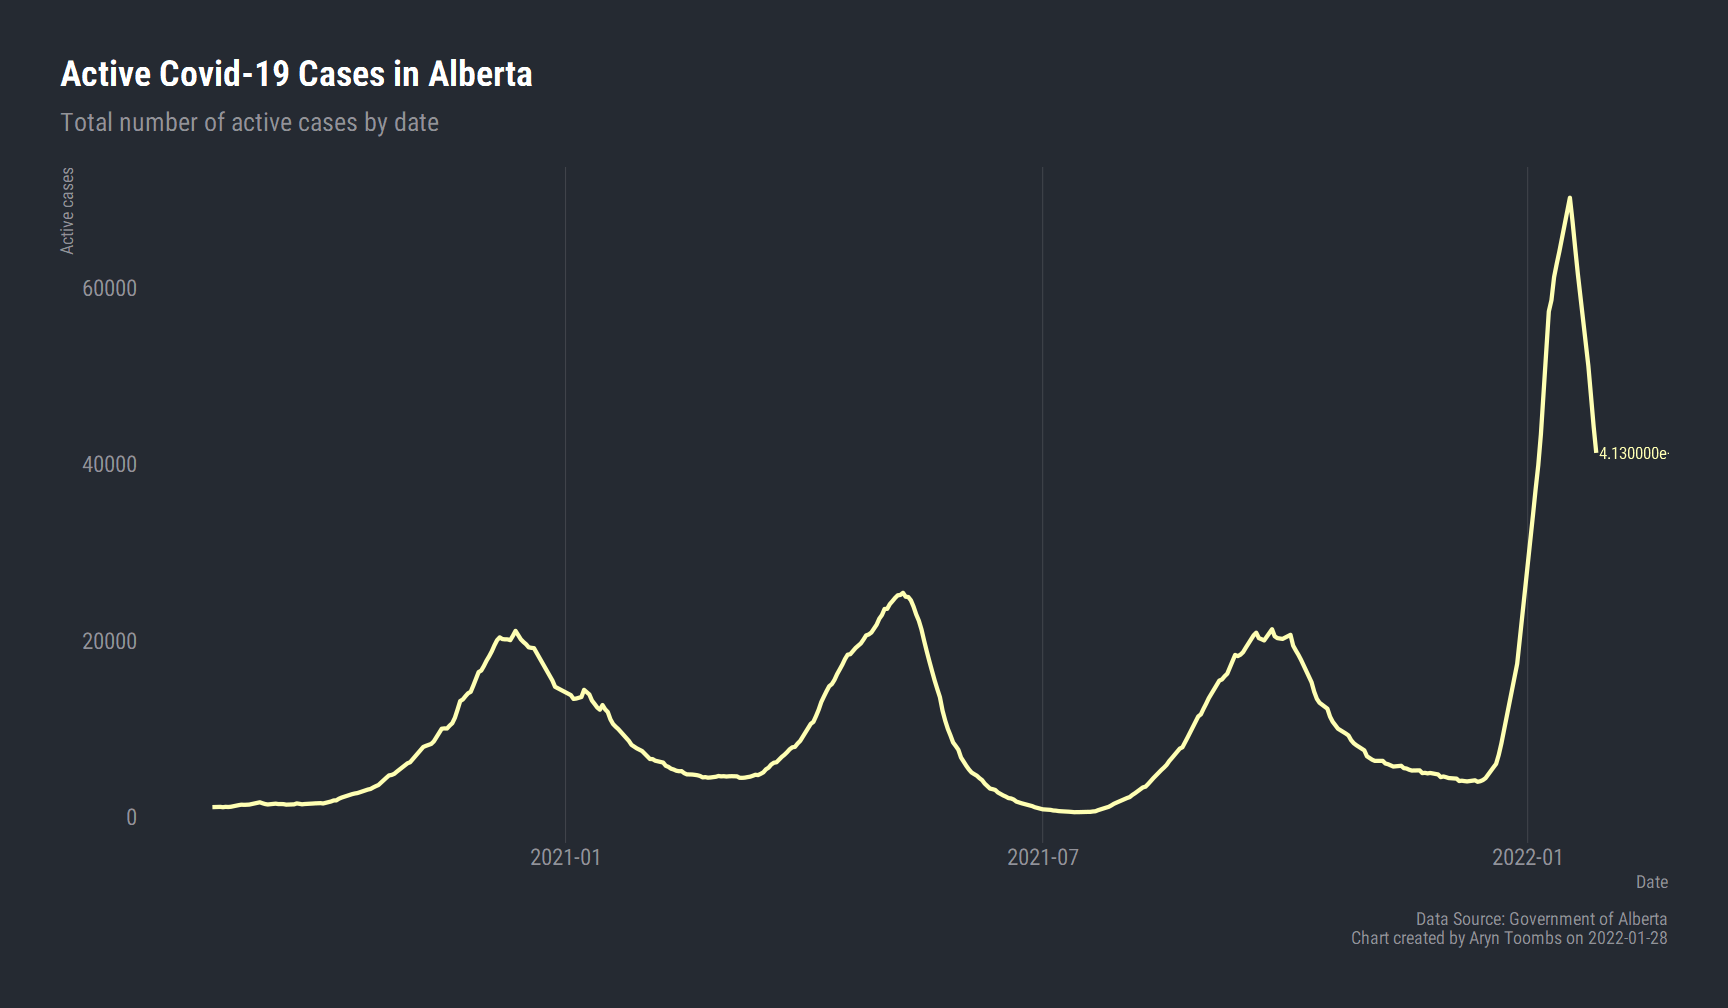 Active Covid-19 Cases in Alberta
Total number of active cases by date
Active cases
60000
40000
4.130000e
20000
0
2021-01
2021-07
2022-01
Date
Data Source: Government of Alberta
Chart created by Aryn Toombs on 2022-01-28